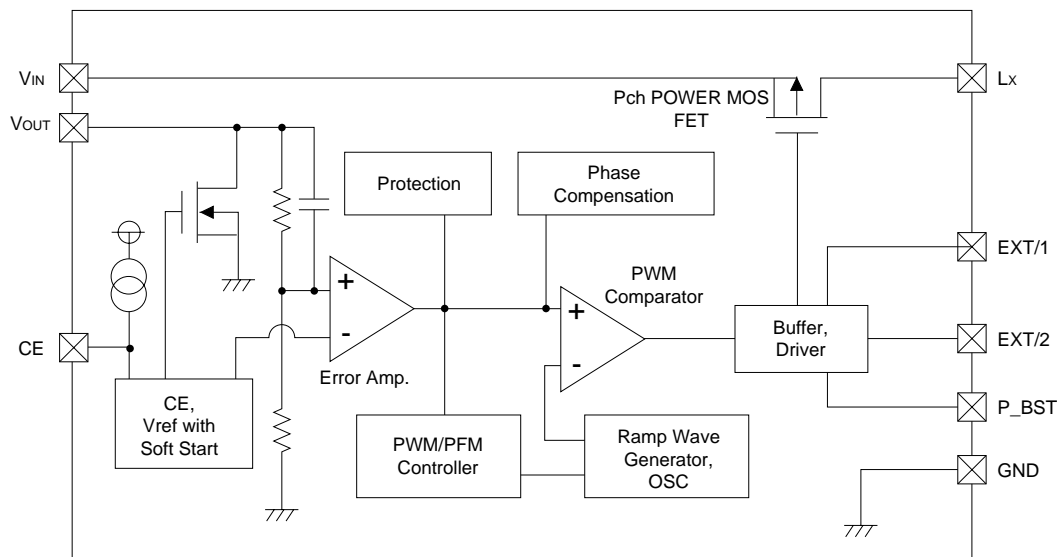 VIN
VOUT
CE
CE,
Vref with
Soft Start
Protection
+
-
Error Amp.
PWM/PFM
Controller
Phase
Compensation
PWM
Comparator
+
-
Ramp Wave
Generator,
OSC
Pch POWER MOS
FET
Buffer,
Driver
LX
EXT/1
EXT/2
P_BST
GND